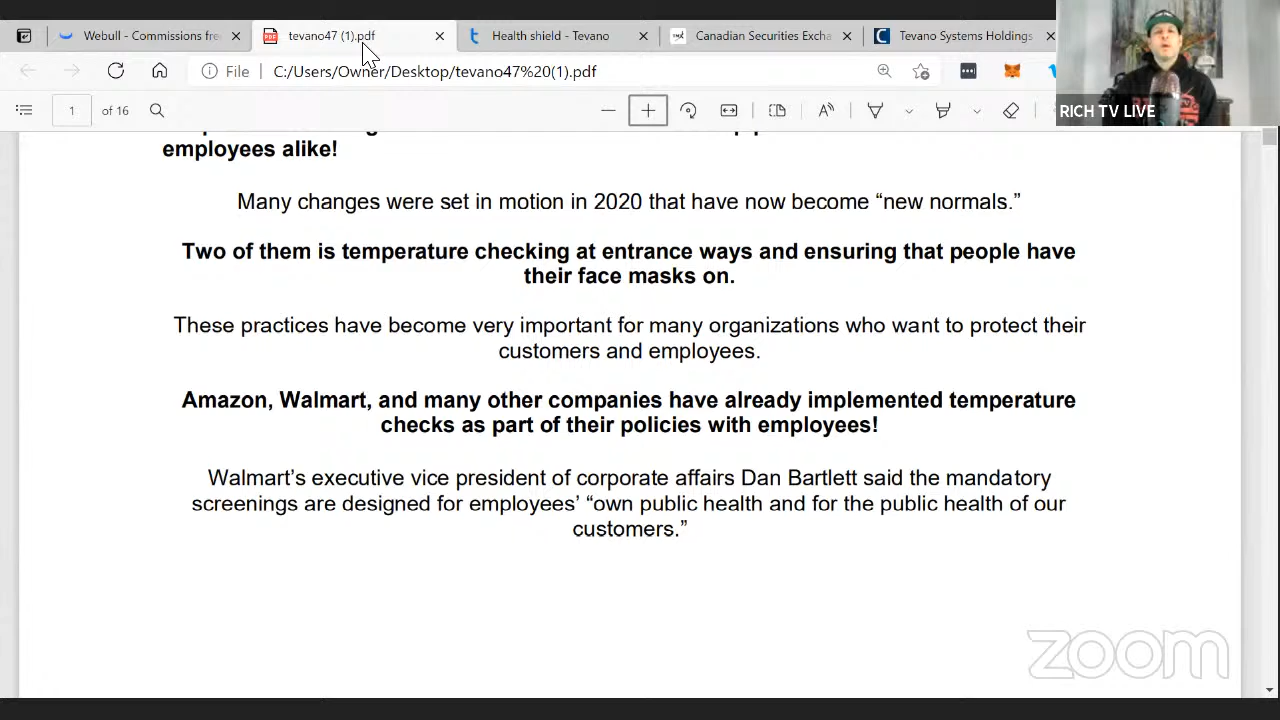 Webull - Commissions fre
tevano47 (1).pdf
Health shield - Tevano
Canadian Securities Excha
Tevano Systems Holdings
File
C:/Users/Owner/Desktop/tevano47%20(1).pdf
1 of 16
RICH TV LIVE
employees alike!
Many changes were set in motion in 2020 that have now become “new normals.”
Two of them is temperature checking at entrance ways and ensuring that people have
their face masks on.
These practices have become very important for many organizations who want to protect their
customers and employees.
Amazon, Walmart, and many other companies have already implemented temperature
checks as part of their policies with employees!
Walmart’s executive vice president of corporate affairs Dan Bartlett said the mandatory
screenings are designed for employees’ “own public health and for the public health of our
customers.”
zoom